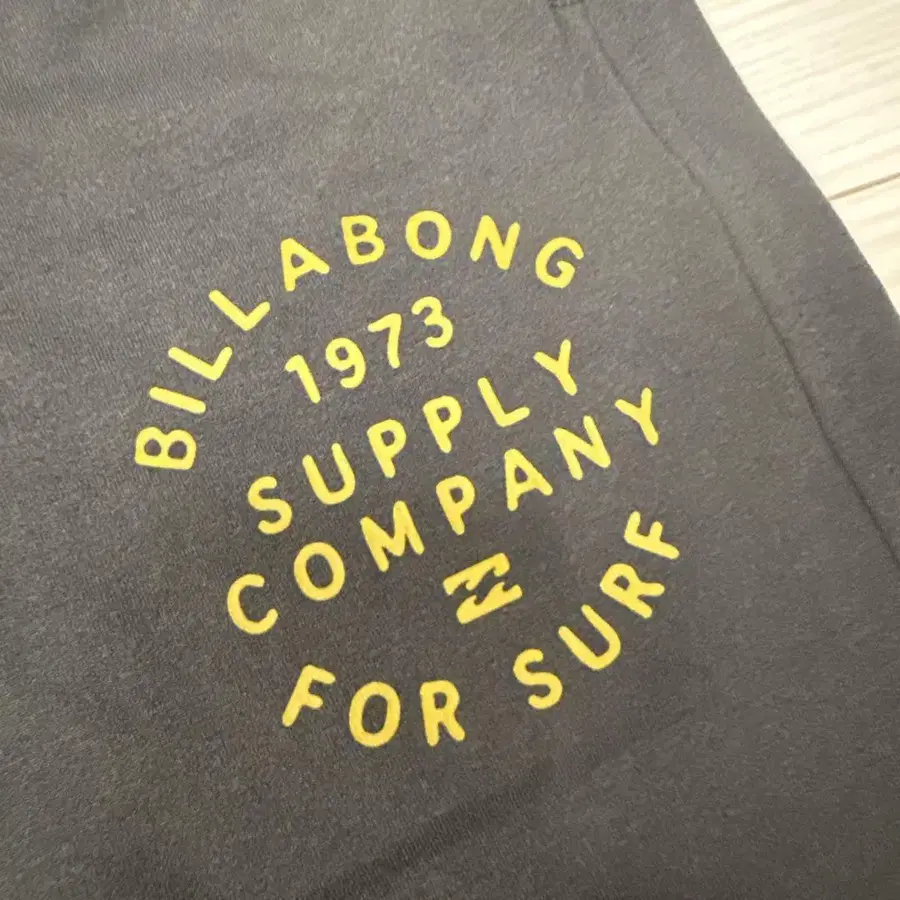 BILLABONG
1973
SUPPLY
COMPANY
FOR SURF